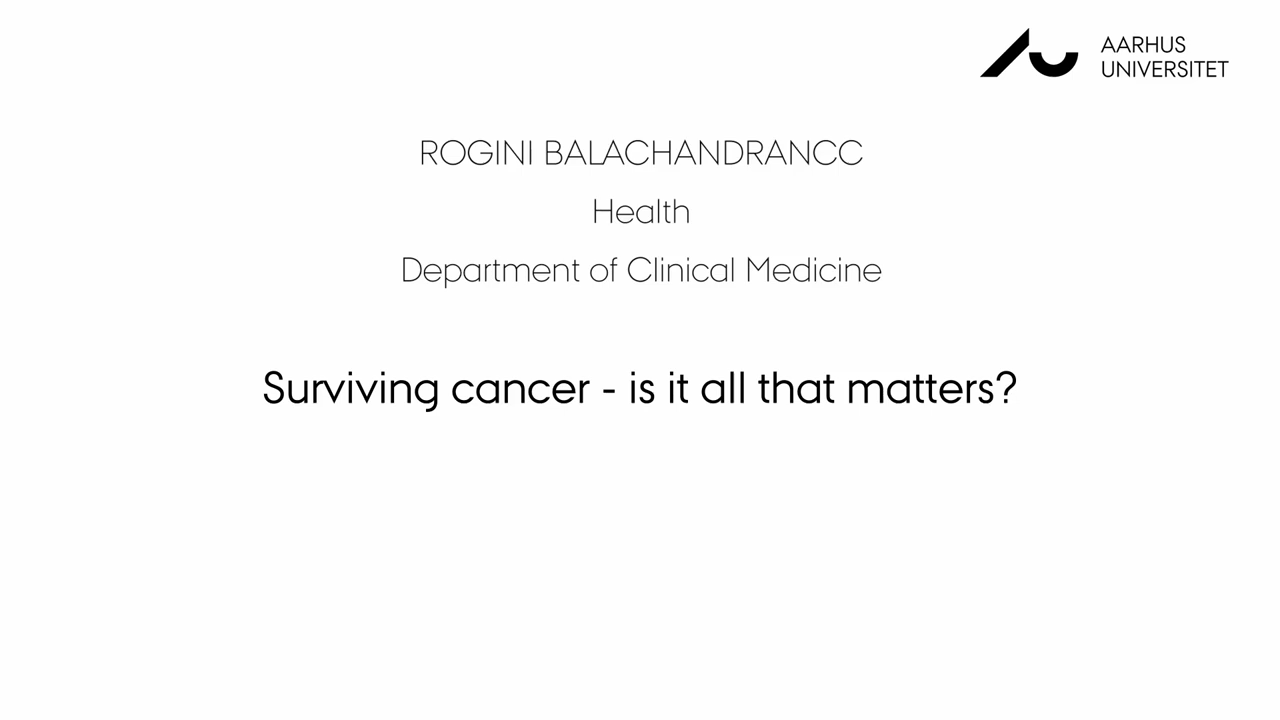 AARHUS
UNIVERSITET
ROGINI BALACHANDRANCC
Health
Department of Clinical Medicine
Surviving cancer - is it all that matters?